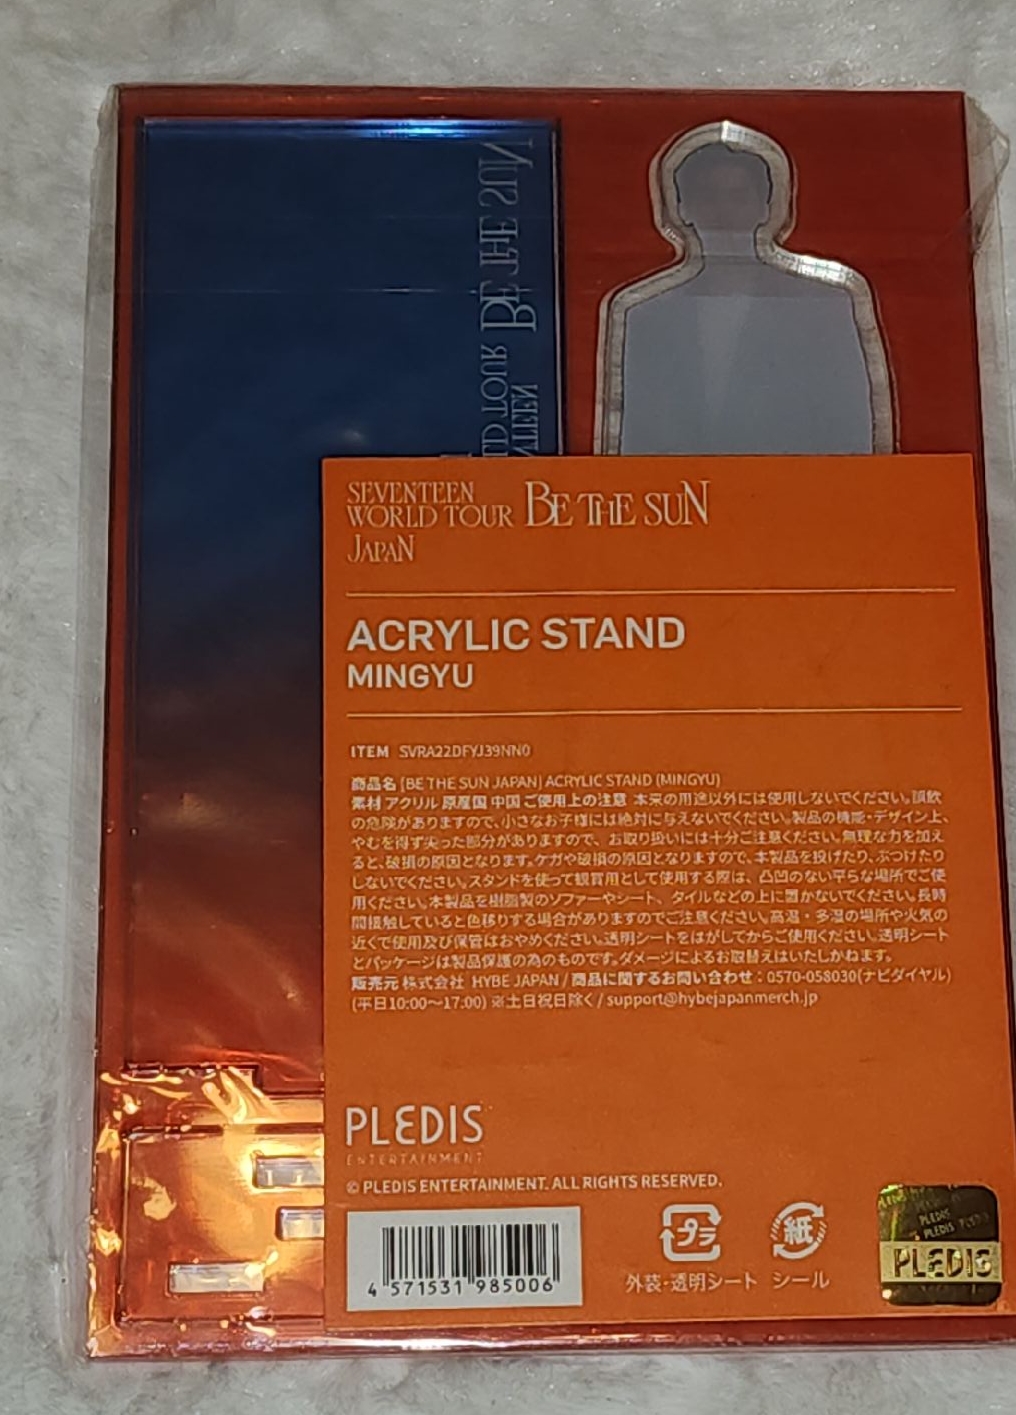 BE THE SUN
SEVENTEEN
WORLD TOUR BE THE SUN
JAPAN
ACRYLIC STAND
MINGYU
ITEM SVRA22DFYJ39NN0
商品名 [BE THE SUN JAPAN] ACRYLIC STAND (MINGYU)
素材 アクリル 原産国 中国 ご使用上の注意 本来の用途以外には使用しないでください。誤飲
の危険がありますので、小さなお子様には絶対に与えないでください。製品の機能・デザイン上、
やむを得ず尖った部分がありますので、お取り扱いには十分ご注意ください。無理な力を加え
ると、破損の原因となります。ケガや破損の原因となりますので、本製品を投げたり、ぶつけたり
しないでください。スタンドを使って観賞用として使用する際は、凸凹のない平らな場所でご使
用ください。本製品を樹脂製のソファーやシート、タイルなどの上に置かないでください。長時
間接触していると色移りする場合がありますのでご注意ください。高温・多湿の場所や火気の
近くで使用及び保管はおやめください。透明シートをはがしてからご使用ください。透明シート
とパッケージは製品保護の為のものです。ダメージによるお取替えはいたしかねます。
販売元 株式会社 HYBE JAPAN / 商品に関するお問い合わせ：0570-058030(ナビダイヤル)
(平日10:00～17:00) ※土日祝日除く / support@hybejapanmerch.jp
PLEDIS
ENTERTAINMENT
© PLEDIS ENTERTAINMENT. ALL RIGHTS RESERVED.
4 571531 985006
プラ
紙
外装・透明シート シール
PLEDIS
PLEDIS
PLEDIS